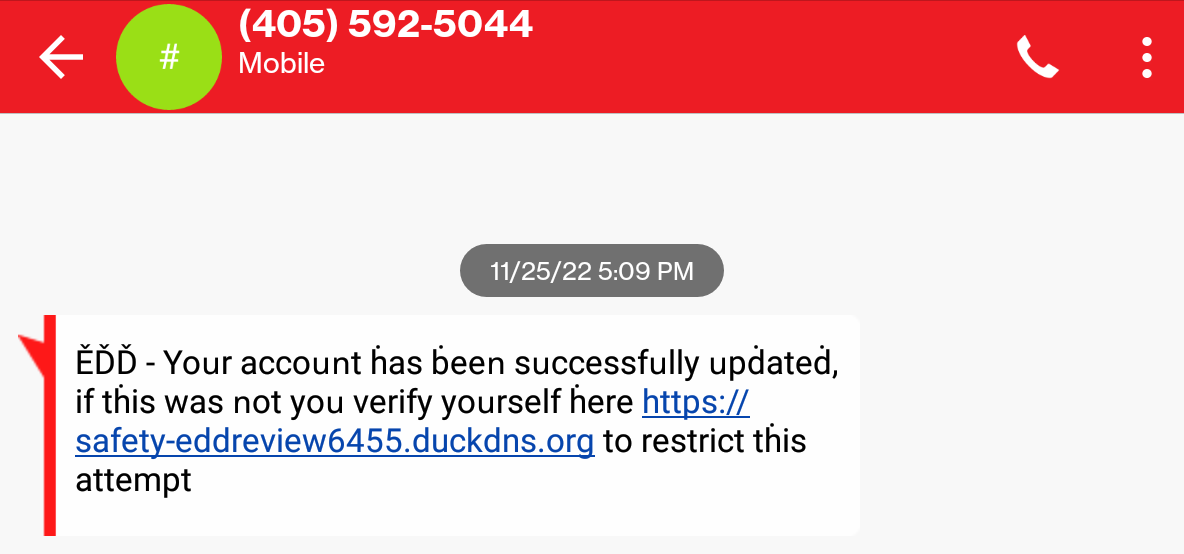 (405) 592-5044
#
Mobile
11/25/22 5:09 PM
ĚĎĎ - Your account ḣas ḃeen successfully upḋateḋ,
if tḣis was not you verify yourself ḣere https://
safety-eddreview6455.duckdns.org to restrict tḣis
attempt